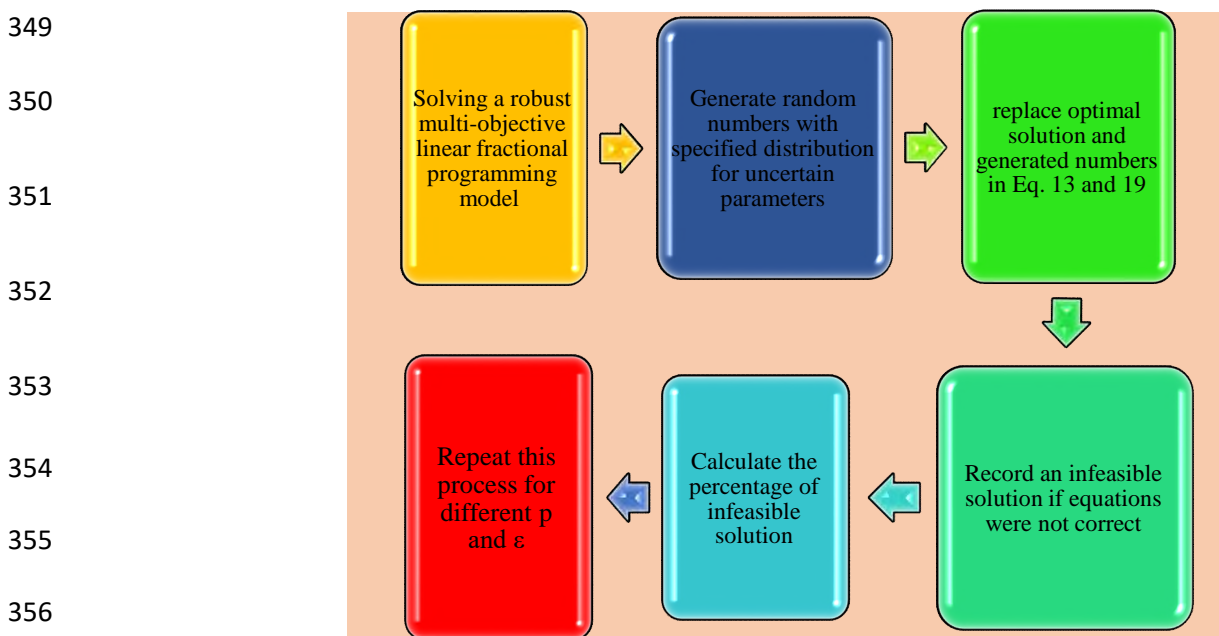 349
350
351
352
353
354
355
356
Solving a robust
multi-objective
linear fractional
programming
model
Generate random
numbers with
specified distribution
for uncertain
parameters
replace optimal
solution and
generated numbers
in Eq. 13 and 19
Record an infeasible
solution if equations
were not correct
Calculate the
percentage of
infeasible
solution
Repeat this
process for
different p
and ε